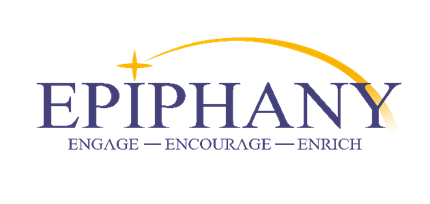 EPIPHANY
ENGAGE — ENCOURAGE — ENRICH